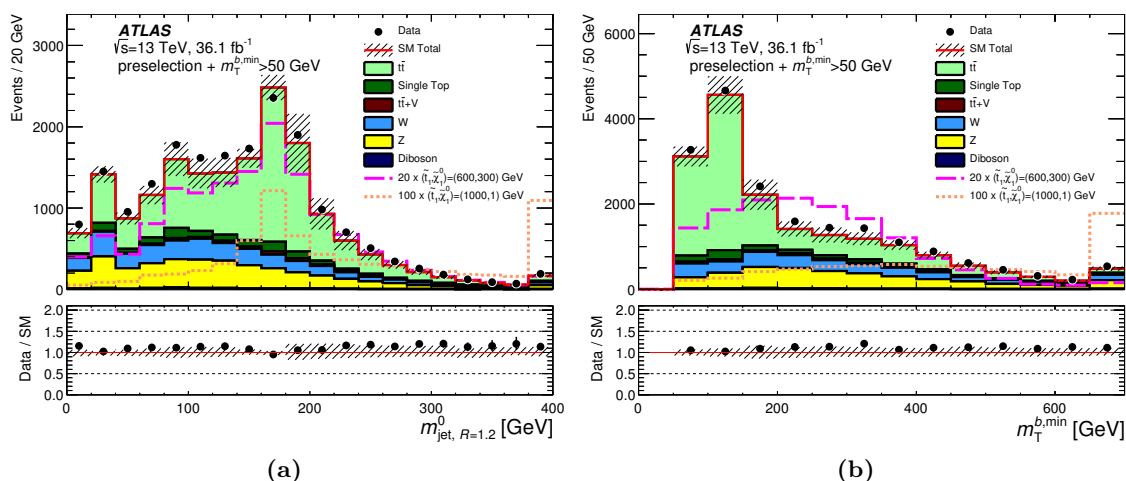 ATLAS
√s=13 TeV, 36.1 fb⁻¹
preselection + m_T^{b,min}>50 GeV
Data
SM Total
tt̄
Single Top
tt̄+V
W
Z
Diboson
20 x (t̃₁,χ̃₁⁰)=(600,300) GeV
100 x (t̃₁,χ̃₁⁰)=(1000,1) GeV
Events / 20 GeV
3200
2400
1600
800
0
Data / SM
2.0
1.5
1.0
0.5
0.0
0 100 200 300 400
m⁰_{jet, R=1.2} [GeV]
(a)
ATLAS
√s=13 TeV, 36.1 fb⁻¹
preselection + m_T^{b,min}>50 GeV
Data
SM Total
tt̄
Single Top
tt̄+V
W
Z
Diboson
20 x (t̃₁,χ̃₁⁰)=(600,300) GeV
100 x (t̃₁,χ̃₁⁰)=(1000,1) GeV
Events / 50 GeV
6000
4000
2000
0
Data / SM
2.0
1.5
1.0
0.5
0.0
0 200 400 600
m_T^{b,min} [GeV]
(b)